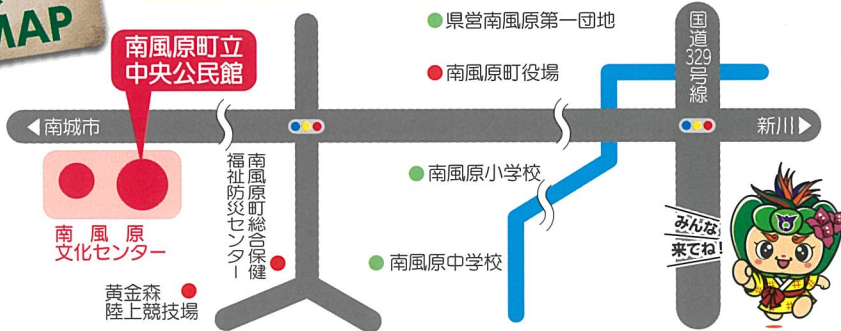 MAP
南風原町立
中央公民館
県営南風原第一団地
南風原町役場
国道329号線
南城市
新川
南風原
文化センター
南風原町総合保健
福祉防災センター
南風原小学校
南風原中学校
黄金森
陸上競技場
みんな
来てね!